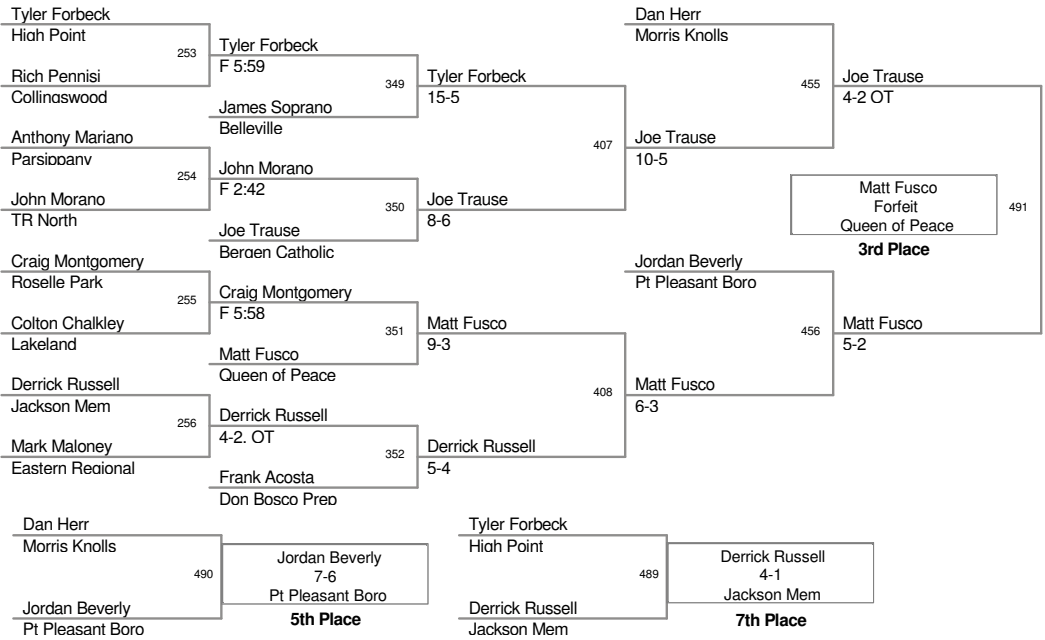 Tyler Forbeck
High Point
253
Rich Pennisi
Collingswood
Anthony Mariano
Parsippany
254
John Morano
TR North
Craig Montgomery
Roselle Park
255
Colton Chalkley
Lakeland
Derrick Russell
Jackson Mem
256
Mark Maloney
Eastern Regional
Tyler Forbeck
F 5:59
349
James Soprano
Belleville
John Morano
F 2:42
350
Joe Trause
Bergen Catholic
Craig Montgomery
F 5:58
351
Matt Fusco
Queen of Peace
Derrick Russell
4-2. OT
352
Frank Acosta
Don Bosco Prep
Tyler Forbeck
15-5
407
Joe Trause
8-6
Matt Fusco
9-3
408
Derrick Russell
5-4
Dan Herr
Morris Knolls
455
Joe Trause
10-5
Jordan Beverly
Pt Pleasant Boro
456
Matt Fusco
6-3
Joe Trause
4-2 OT
491
Matt Fusco
5-2
Matt Fusco
Forfeit
Queen of Peace
3rd Place
Dan Herr
Morris Knolls
490
Jordan Beverly
Pt Pleasant Boro
Jordan Beverly
7-6
Pt Pleasant Boro
5th Place
Tyler Forbeck
High Point
489
Derrick Russell
Jackson Mem
Derrick Russell
4-1
Jackson Mem
7th Place